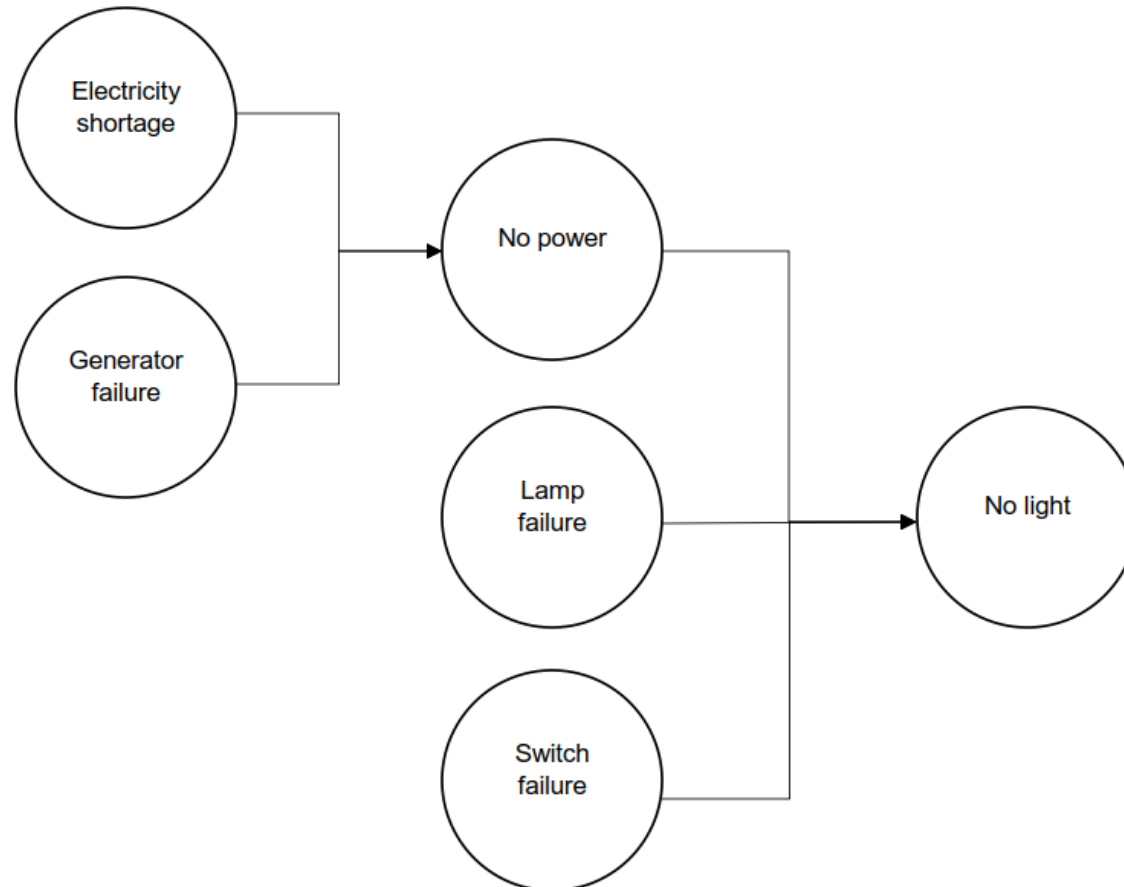 Electricity
shortage
Generator
failure
No power
Lamp
failure
Switch
failure
No light